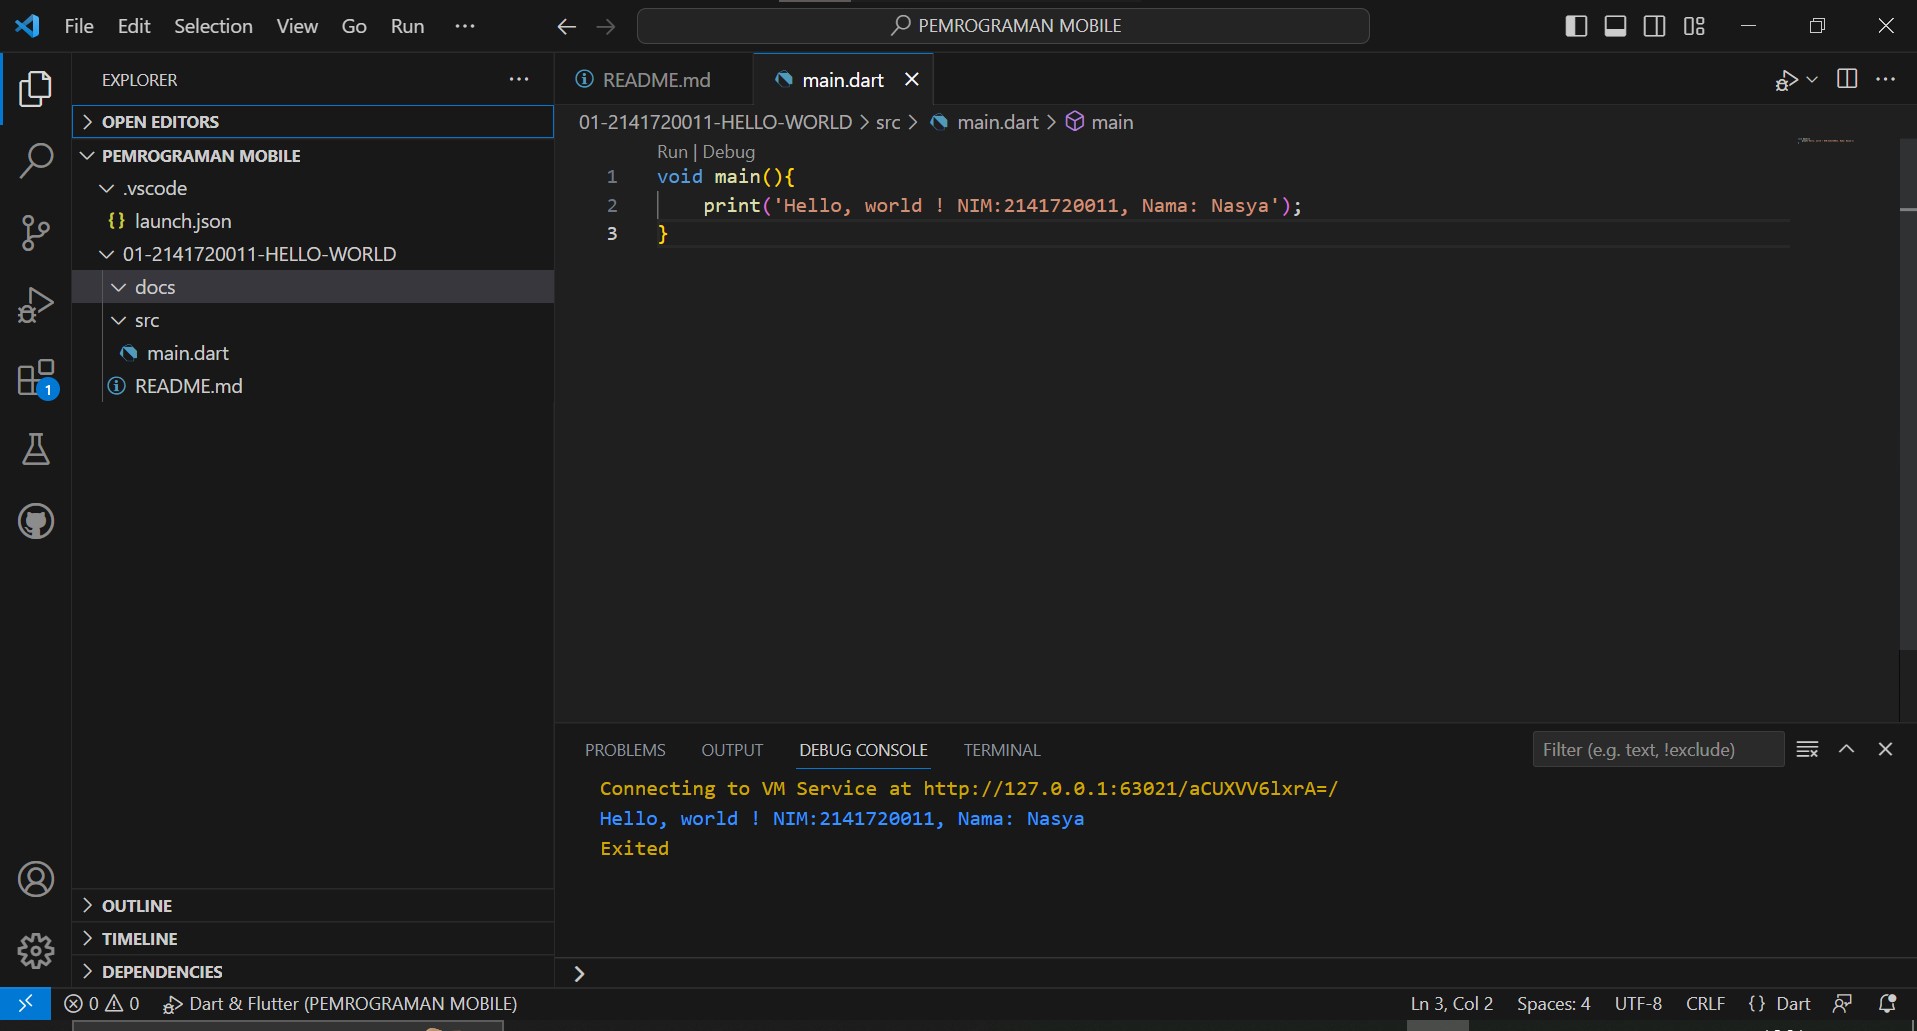 File Edit Selection View Go Run ···
PEMROGRAMAN MOBILE
EXPLORER
OPEN EDITORS
PEMROGRAMAN MOBILE
.vscode
{} launch.json
01-2141720011-HELLO-WORLD
docs
src
main.dart
README.md
1
OUTLINE
TIMELINE
DEPENDENCIES
README.md main.dart
01-2141720011-HELLO-WORLD > src > main.dart > main
Run | Debug
1 void main(){
2 print('Hello, world ! NIM:2141720011, Nama: Nasya');
3 }
PROBLEMS OUTPUT DEBUG CONSOLE TERMINAL
Filter (e.g. text, !exclude)
Connecting to VM Service at http://127.0.0.1:63021/aCUXVV6lxrA=/
Hello, world ! NIM:2141720011, Nama: Nasya
Exited
0 0 Dart & Flutter (PEMROGRAMAN MOBILE) Ln 3, Col 2 Spaces: 4 UTF-8 CRLF {} Dart